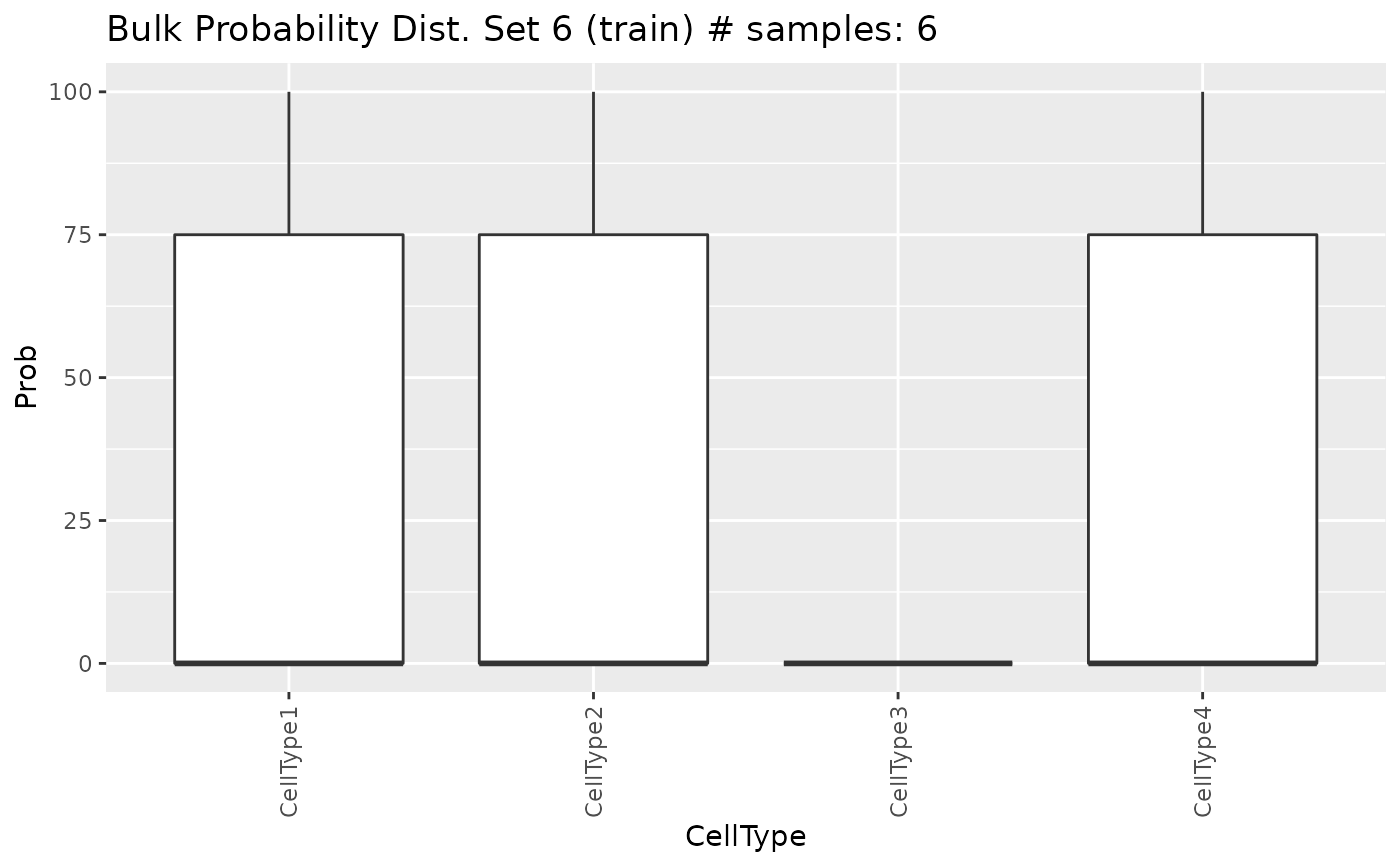 Bulk Probability Dist. Set 6 (train) # samples: 6
100
75
50
25
0
Prob
CellType1
CellType2
CellType3
CellType4
CellType